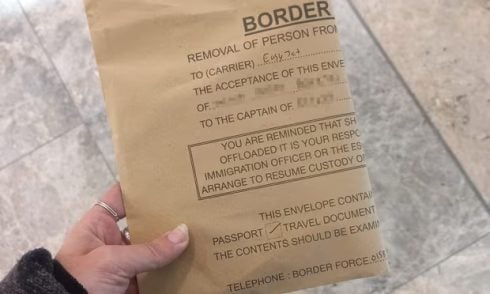 BORDER
REMOVAL OF PERSON FROM
TO (CARRIER) ..EasyJet
THE ACCEPTANCE OF THIS ENVE
OF
TO THE CAPTAIN OF
YOU ARE REMINDED THAT SH
OFFLOADED IT IS YOUR RESPO
IMMIGRATION OFFICER OR THE ES
ARRANGE TO RESUME CUSTODY O
THIS ENVELOPE CONTAI
PASSPORT TRAVEL DOCUMENT
THE CONTENTS SHOULD BE EXAMI
TELEPHONE : BORDER FORCE